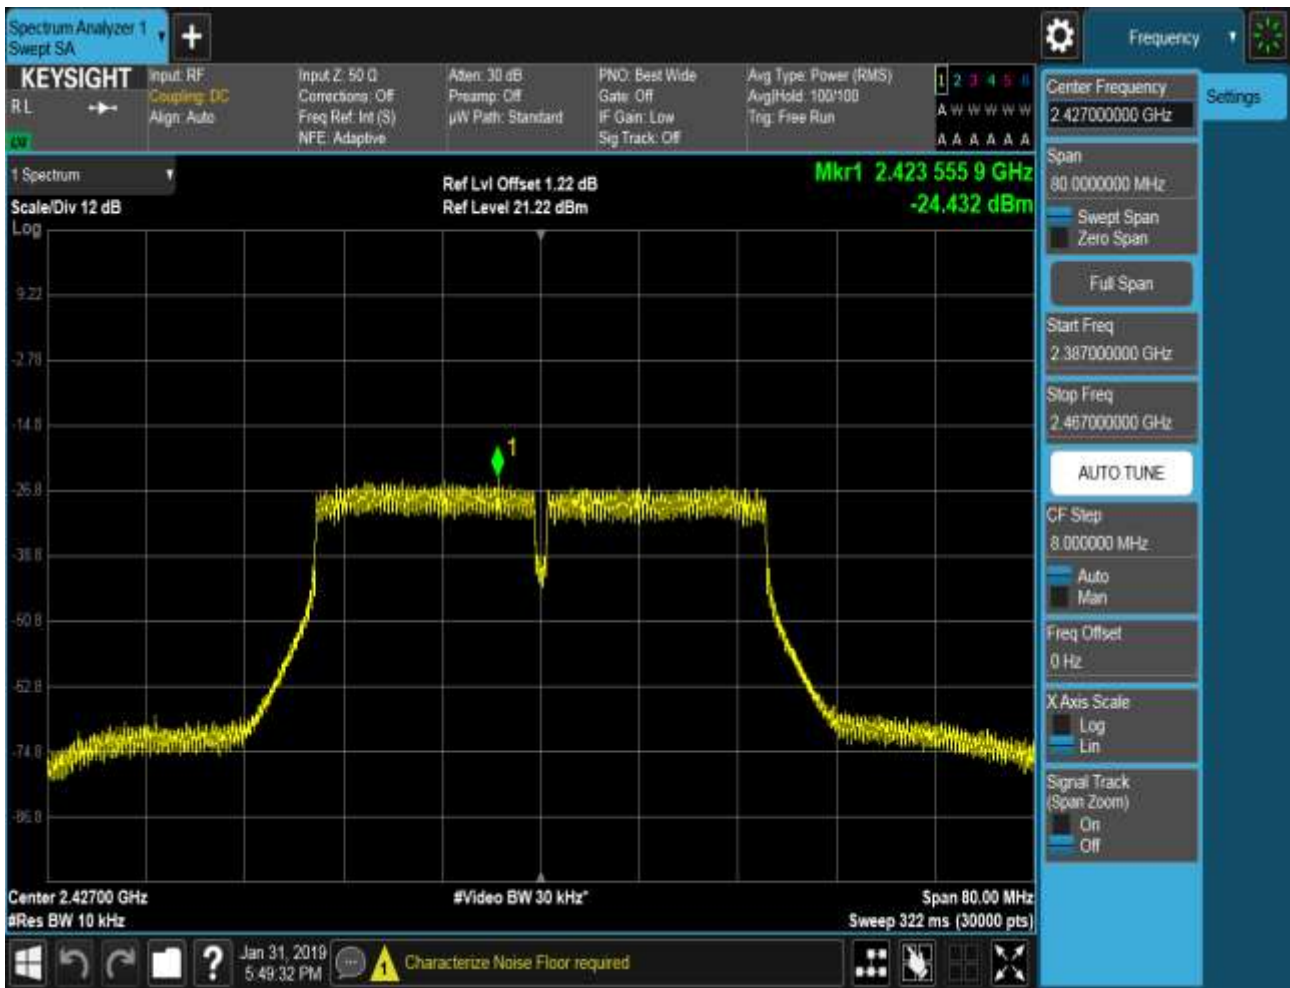 Spectrum Analyzer 1
Swept SA
+
Frequency
KEYSIGHT
R L
Input: RF
Coupling: DC
Align: Auto
Input Z: 50 Ω
Corrections: Off
Freq Ref: Int (S)
NFE: Adaptive
Atten: 30 dB
Preamp: Off
µW Path: Standard
PNO: Best Wide
Gate: Off
IF Gain: Low
Sig Track: Off
Avg Type: Power (RMS)
Avg|Hold: 100/100
Trig: Free Run
1 2 3 4 5 6
A W W W W W
A A A A A A
1 Spectrum
Scale/Div 12 dB
Log
Ref Lvl Offset 1.22 dB
Ref Level 21.22 dBm
Mkr1 2.423 555 9 GHz
-24.432 dBm
9.22
-2.78
-14.8
-26.8
-38.8
-50.8
-62.8
-74.8
-86.8
1
Center 2.42700 GHz
#Res BW 10 kHz
#Video BW 30 kHz*
Span 80.00 MHz
Sweep 322 ms (30000 pts)
Center Frequency
2.427000000 GHz
Settings
Span
80.0000000 MHz
Swept Span
Zero Span
Full Span
Start Freq
2.387000000 GHz
Stop Freq
2.467000000 GHz
AUTO TUNE
CF Step
8.000000 MHz
Auto
Man
Freq Offset
0 Hz
X Axis Scale
Log
Lin
Signal Track
(Span Zoom)
On
Off
?
Jan 31, 2019
5:49:32 PM
1
Characterize Noise Floor required